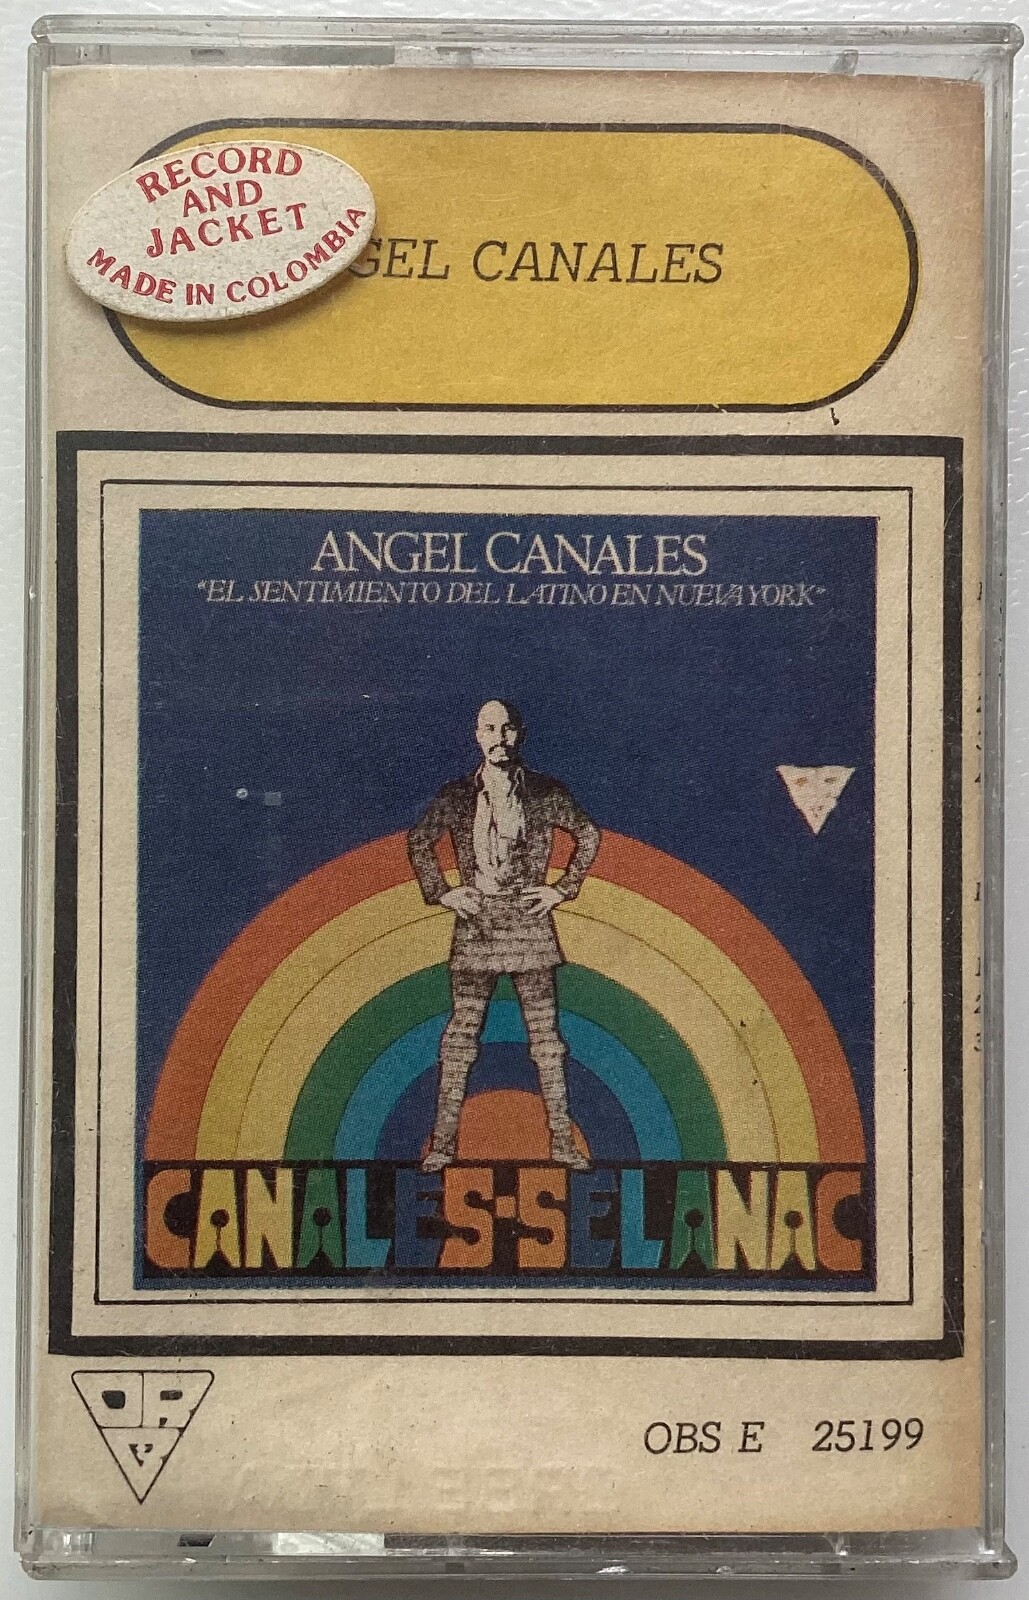 RECORD
AND
JACKET
MADE IN COLOMBIA
GEL CANALES
ANGEL CANALES
"EL SENTIMIENTO DEL LATINO EN NUEVA YORK"
CANALES-SELANAC
OBS E 25199